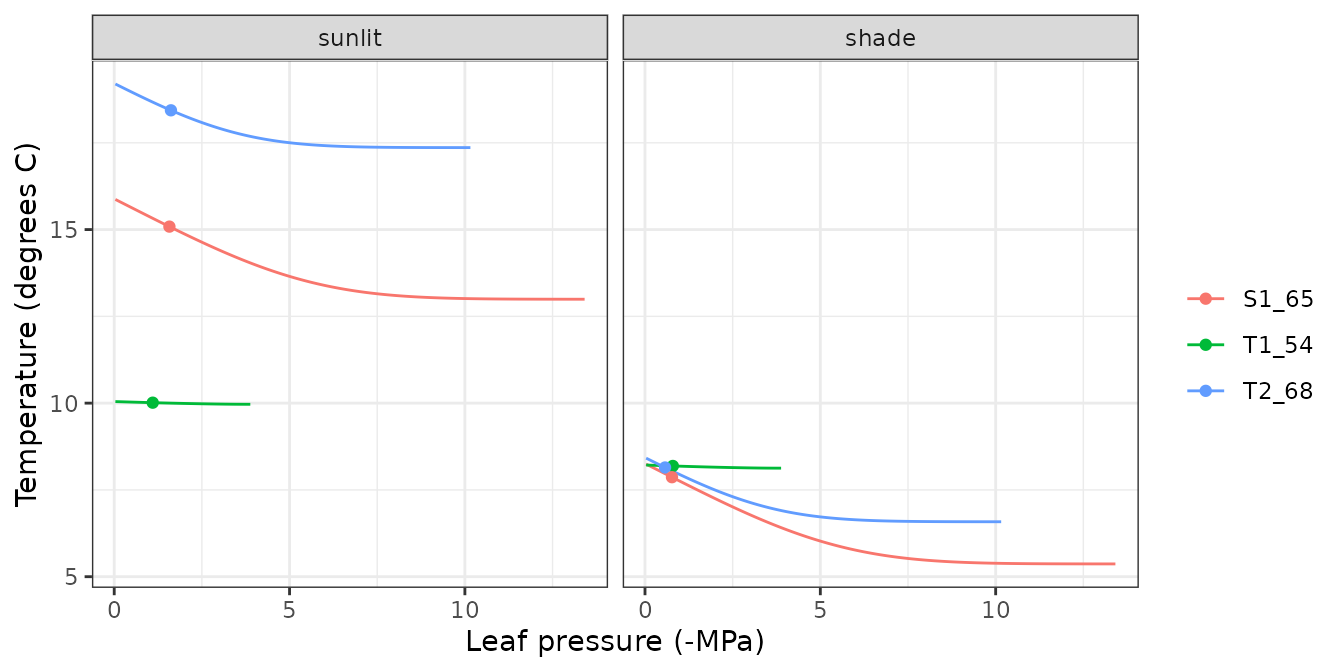 sunlit
shade
Temperature (degrees C)
15
10
5
0
5
10
0
5
10
Leaf pressure (-MPa)
S1_65
T1_54
T2_68